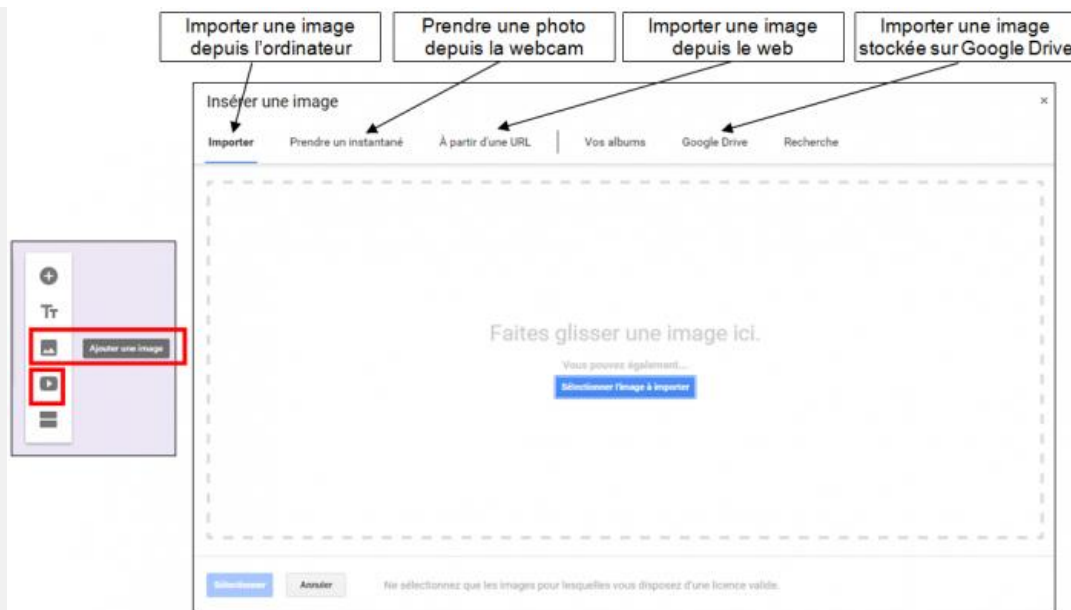 Importer une image
depuis l'ordinateur
Prendre une photo
depuis la webcam
Importer une image
depuis le web
Importer une image
stockée sur Google Drive
Insérer une image
×
Importer
Prendre un instantané
À partir d'une URL
Vos albums
Google Drive
Recherche
Tт
Ajouter une image
Faites glisser une image ici.
Vous pouvez également...
Sélectionner l'image à importer
Sélectionner
Annuler
Ne sélectionnez que les images pour lesquelles vous disposez d'une licence valide.